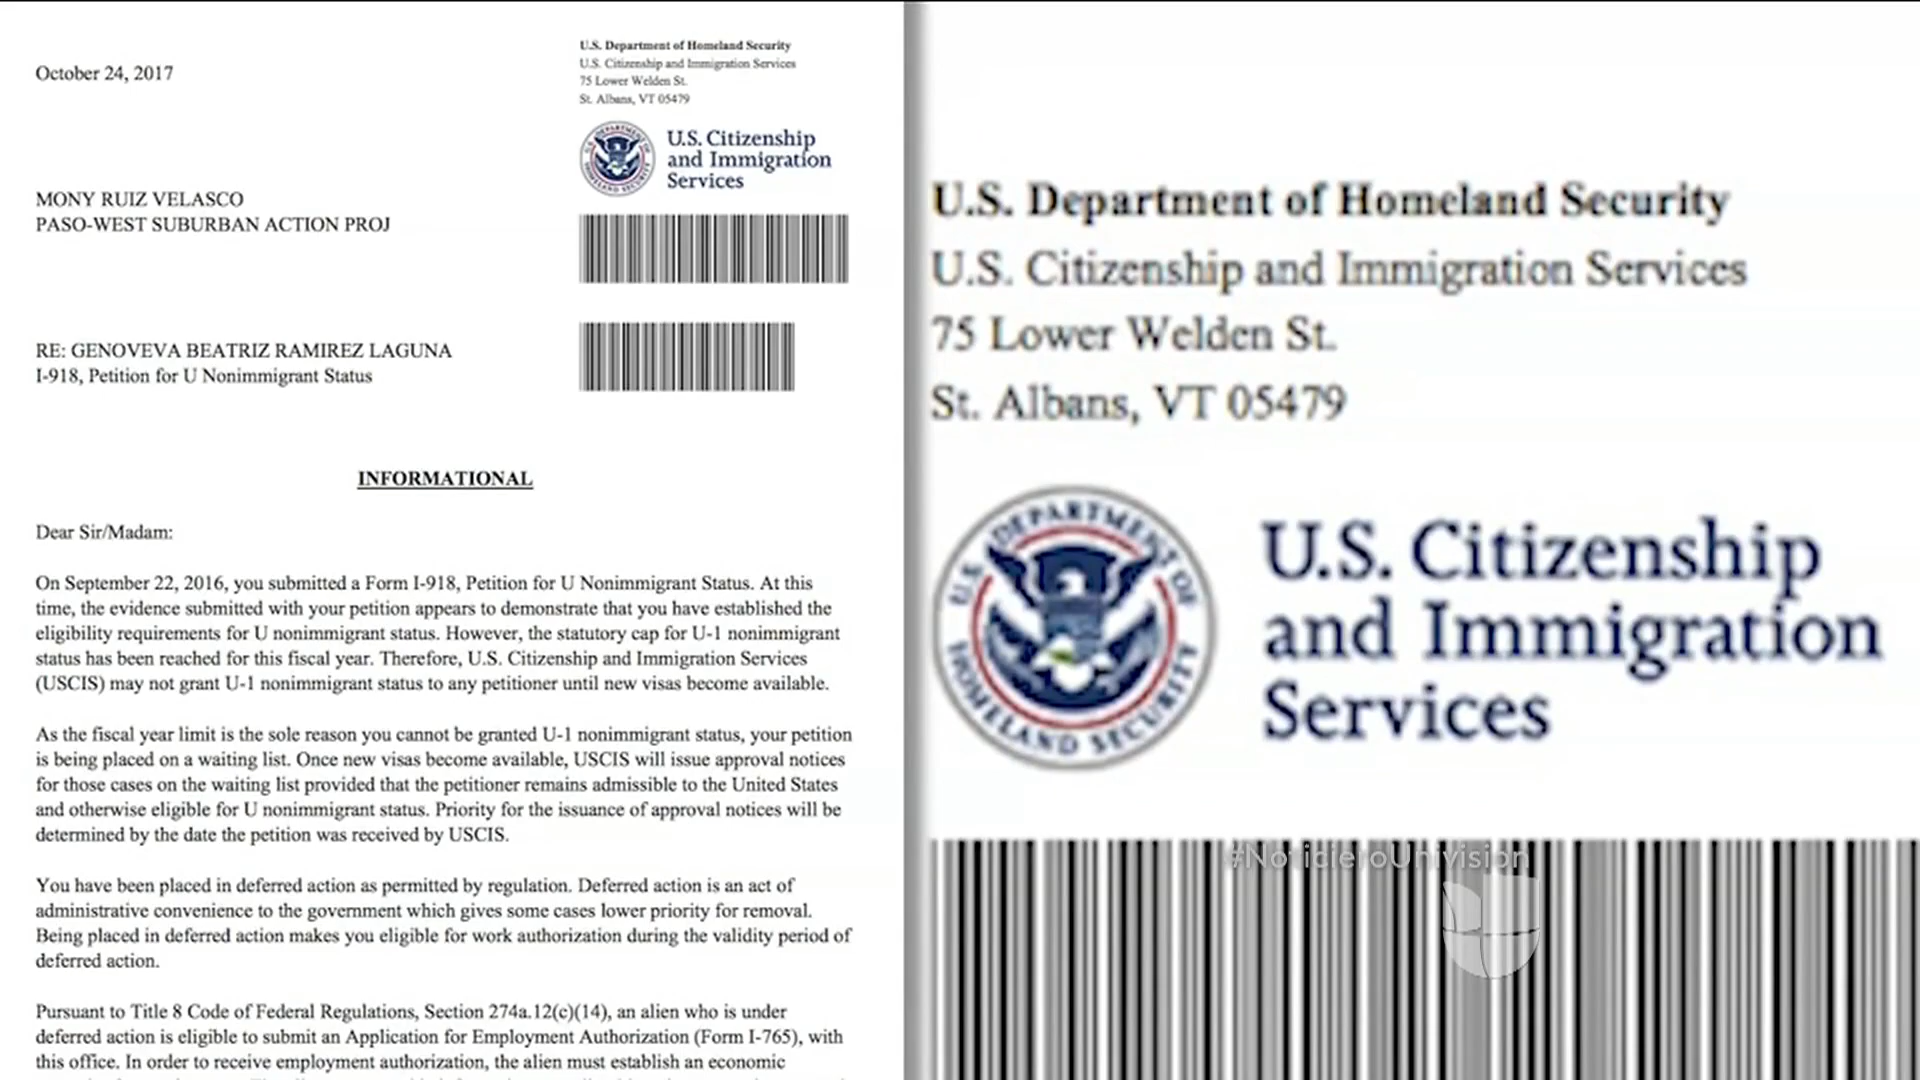 October 24, 2017
U.S. Department of Homeland Security
U.S. Citizenship and Immigration Services
75 Lower Welden St.
St. Albans, VT 05479
U.S. Citizenship
and Immigration
Services
U.S. DEPARTMENT OF HOMELAND SECURITY
MONY RUIZ VELASCO
PASO-WEST SUBURBAN ACTION PROJ
RE: GENOVEVA BEATRIZ RAMIREZ LAGUNA
I-918, Petition for U Nonimmigrant Status
INFORMATIONAL
Dear Sir/Madam:
On September 22, 2016, you submitted a Form I-918, Petition for U Nonimmigrant Status. At this
time, the evidence submitted with your petition appears to demonstrate that you have established the
eligibility requirements for U nonimmigrant status. However, the statutory cap for U-1 nonimmigrant
status has been reached for this fiscal year. Therefore, U.S. Citizenship and Immigration Services
(USCIS) may not grant U-1 nonimmigrant status to any petitioner until new visas become available.
As the fiscal year limit is the sole reason you cannot be granted U-1 nonimmigrant status, your petition
is being placed on a waiting list. Once new visas become available, USCIS will issue approval notices
for those cases on the waiting list provided that the petitioner remains admissible to the United States
and otherwise eligible for U nonimmigrant status. Priority for the issuance of approval notices will be
determined by the date the petition was received by USCIS.
You have been placed in deferred action as permitted by regulation. Deferred action is an act of
administrative convenience to the government which gives some cases lower priority for removal.
Being placed in deferred action makes you eligible for work authorization during the validity period of
deferred action.
Pursuant to Title 8 Code of Federal Regulations, Section 274a.12(c)(14), an alien who is under
deferred action is eligible to submit an Application for Employment Authorization (Form I-765), with
this office. In order to receive employment authorization, the alien must establish an economic
U.S. Department of Homeland Security
U.S. Citizenship and Immigration Services
75 Lower Welden St.
St. Albans, VT 05479
U.S. DEPARTMENT OF HOMELAND SECURITY
U.S. Citizenship
and Immigration
Services
#NoticieroUnivision